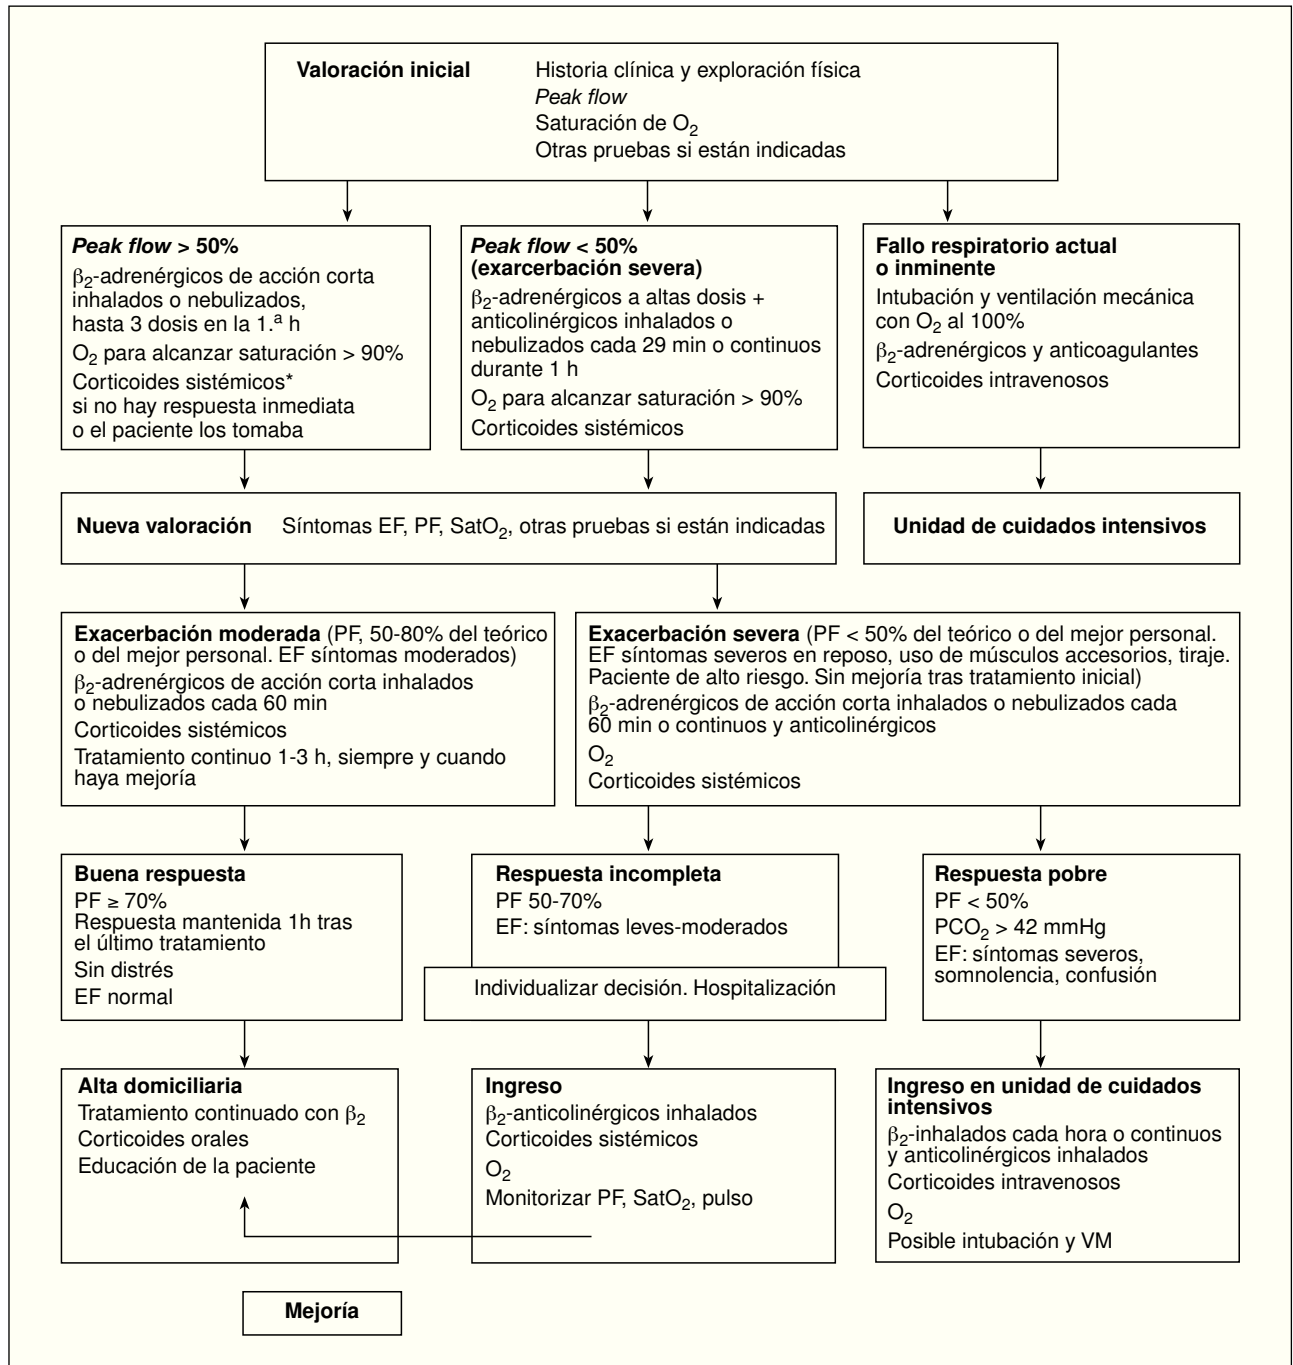 Valoración inicial Historia clínica y exploración física
Peak flow
Saturación de O₂
Otras pruebas si están indicadas
Peak flow > 50%
β₂-adrenérgicos de acción corta
inhalados o nebulizados,
hasta 3 dosis en la 1.ª h
O₂ para alcanzar saturación > 90%
Corticoides sistémicos*
si no hay respuesta inmediata
o el paciente los tomaba
Peak flow < 50%
(exarcerbación severa)
β₂-adrenérgicos a altas dosis +
anticolinérgicos inhalados o
nebulizados cada 29 min o continuos
durante 1 h
O₂ para alcanzar saturación > 90%
Corticoides sistémicos
Fallo respiratorio actual
o inminente
Intubación y ventilación mecánica
con O₂ al 100%
β₂-adrenérgicos y anticoagulantes
Corticoides intravenosos
Nueva valoración Síntomas EF, PF, SatO₂, otras pruebas si están indicadas
Unidad de cuidados intensivos
Exacerbación moderada (PF, 50-80% del teórico
o del mejor personal. EF síntomas moderados)
β₂-adrenérgicos de acción corta inhalados
o nebulizados cada 60 min
Corticoides sistémicos
Tratamiento continuo 1-3 h, siempre y cuando
haya mejoría
Exacerbación severa (PF < 50% del teórico o del mejor personal.
EF síntomas severos en reposo, uso de músculos accesorios, tiraje.
Paciente de alto riesgo. Sin mejoría tras tratamiento inicial)
β₂-adrenérgicos de acción corta inhalados o nebulizados cada
60 min o continuos y anticolinérgicos
O₂
Corticoides sistémicos
Buena respuesta
PF ≥ 70%
Respuesta mantenida 1h tras
el último tratamiento
Sin distrés
EF normal
Respuesta incompleta
PF 50-70%
EF: síntomas leves-moderados
Individualizar decisión. Hospitalización
Respuesta pobre
PF < 50%
PCO₂ > 42 mmHg
EF: síntomas severos,
somnolencia, confusión
Alta domiciliaria
Tratamiento continuado con β₂
Corticoides orales
Educación de la paciente
Ingreso
β₂-anticolinérgicos inhalados
Corticoides sistémicos
O₂
Monitorizar PF, SatO₂, pulso
Ingreso en unidad de cuidados
intensivos
β₂-inhalados cada hora o continuos
y anticolinérgicos inhalados
Corticoides intravenosos
O₂
Posible intubación y VM
Mejoría